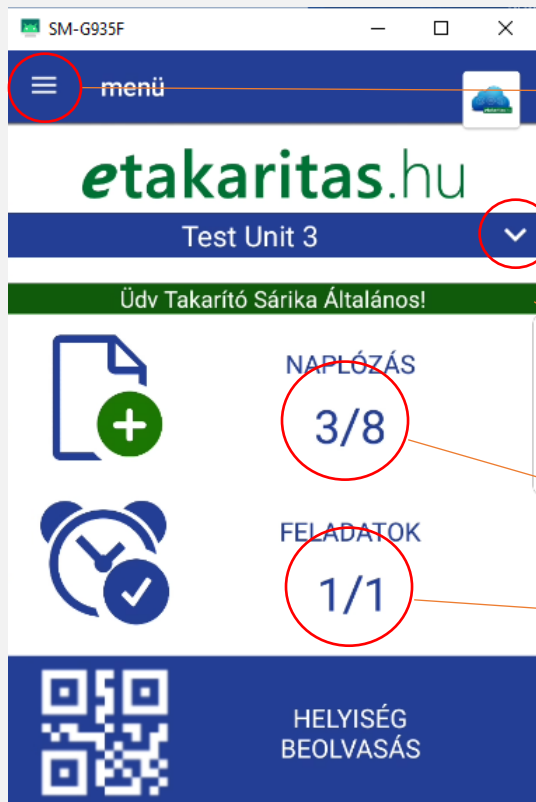 SM-G935F
menü
etakaritas.hu
Test Unit 3
Üdv Takarító Sárika Általános!
NAPLÓZÁS
3/8
FELADATOK
1/1
HELYISÉG
BEOLVASÁS